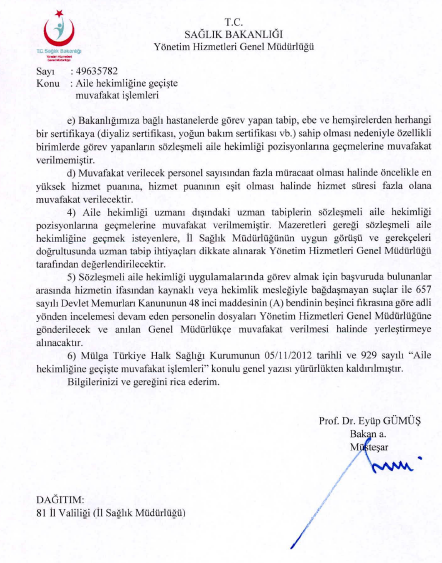 T.C.
SAĞLIK BAKANLIĞI
Yönetim Hizmetleri Genel Müdürlüğü
T.C. Sağlık Bakanlığı
Yönetim Hizmetleri
Genel Müdürlüğü
Sayı : 49635782
Konu : Aile hekimliğine geçişte
muvafakat işlemleri
e) Bakanlığımıza bağlı hastanelerde görev yapan tabip, ebe ve hemşirelerden herhangi
bir sertifikaya (diyaliz sertifikası, yoğun bakım sertifikası vb.) sahip olması nedeniyle özellikli
birimlerde görev yapanların sözleşmeli aile hekimliği pozisyonlarına geçmelerine muvafakat
verilmemiştir.
d) Muvafakat verilecek personel sayısından fazla müracaat olması halinde öncelikle en
yüksek hizmet puanına, hizmet puanının eşit olması halinde hizmet süresi fazla olana
muvafakat verilecektir.
4) Aile hekimliği uzmanı dışındaki uzman tabiplerin sözleşmeli aile hekimliği
pozisyonlarına geçmelerine muvafakat verilmemiştir. Mazeretleri gereği sözleşmeli aile
hekimliğine geçmek isteyenlere, İl Sağlık Müdürlüğünün uygun görüşü ve gerekçeleri
doğrultusunda uzman tabip ihtiyaçları dikkate alınarak Yönetim Hizmetleri Genel Müdürlüğü
tarafından değerlendirilecektir.
5) Sözleşmeli aile hekimliği uygulamalarında görev almak için başvuruda bulunanlar
arasında hizmetin ifasından kaynaklı veya hekimlik mesleğiyle bağdaşmayan suçlar ile 657
sayılı Devlet Memurları Kanununun 48 inci maddesinin (A) bendinin beşinci fıkrasına göre adli
yönden incelemesi devam eden personelin dosyaları Yönetim Hizmetleri Genel Müdürlüğüne
gönderilecek ve anılan Genel Müdürlükçe muvafakat verilmesi halinde yerleştirmeye
alınacaktır.
6) Mülga Türkiye Halk Sağlığı Kurumunun 05/11/2012 tarihli ve 929 sayılı “Aile
hekimliğine geçişte muvafakat işlemleri” konulu genel yazısı yürürlükten kaldırılmıştır.
Bilgilerinizi ve gereğini rica ederim.
Prof. Dr. Eyüp GÜMÜŞ
Bakan a.
Müsteşar
DAĞITIM:
81 İl Valiliği (İl Sağlık Müdürlüğü)